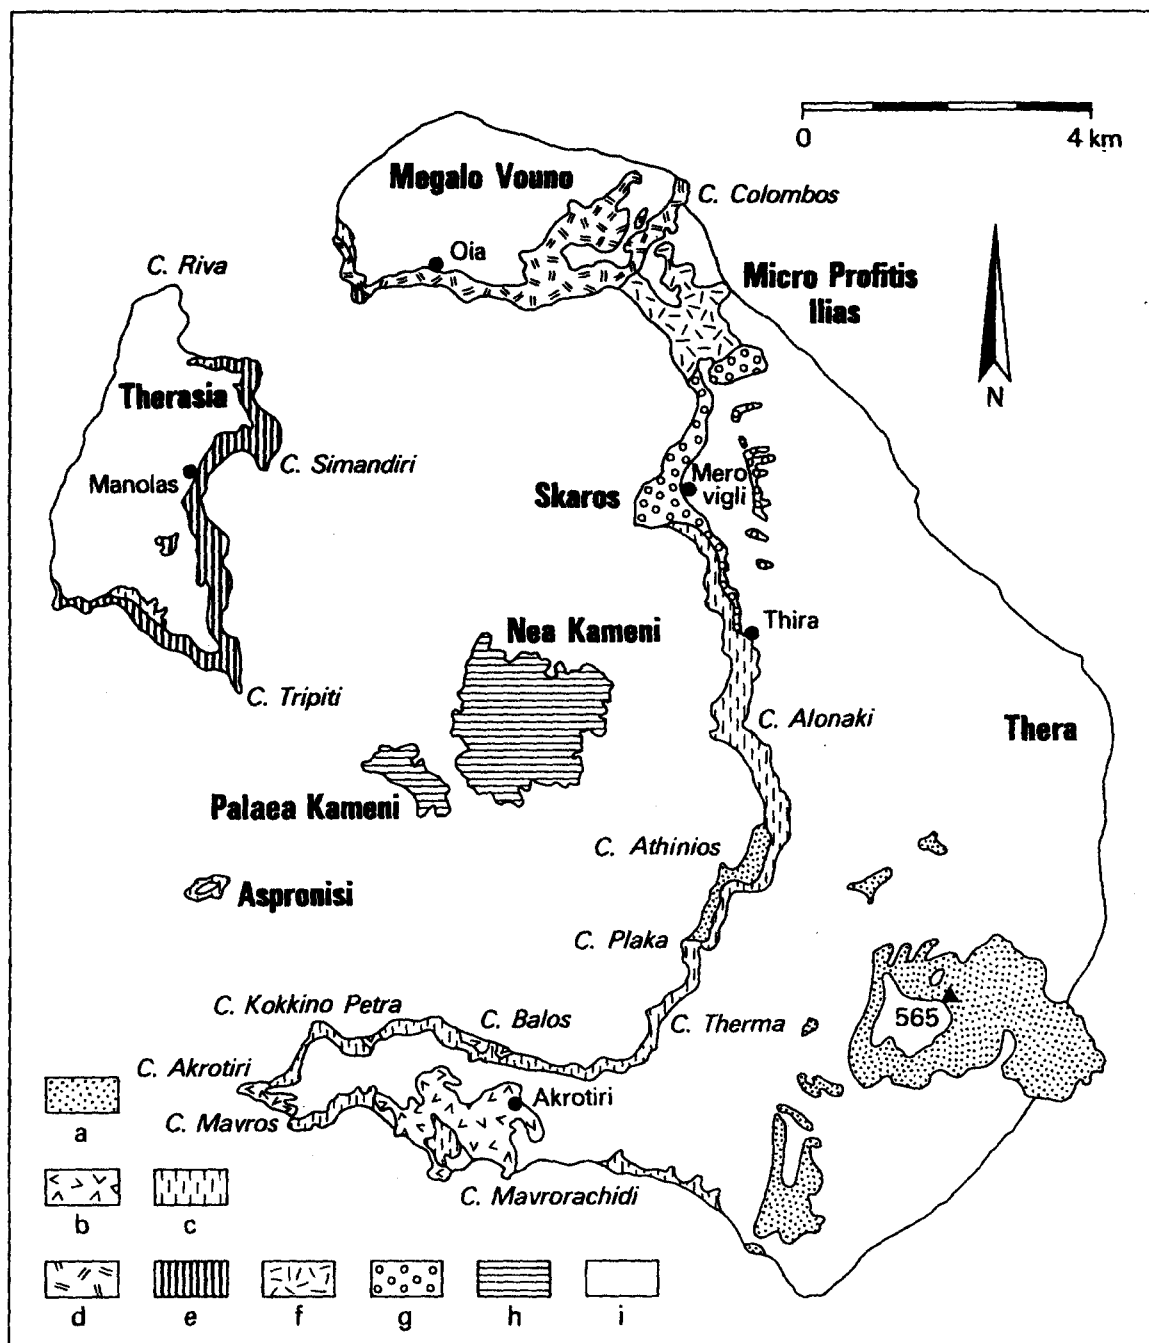 0 4 km
Megalo Vouno
C. Colombos
Oia
C. Riva
Micro Profitis
Ilias
N
Therasia
C. Simandiri
Manolas
Mero
vigli
Skaros
Thira
Nea Kameni
C. Tripiti
C. Alonaki
Thera
Palaea Kameni
C. Athinios
Aspronisi
C. Plaka
C. Kokkino Petra
C. Balos
C. Therma
565
C. Akrotiri
Akrotiri
C. Mavros
C. Mavrorachidi
a
b c
d e f g h i